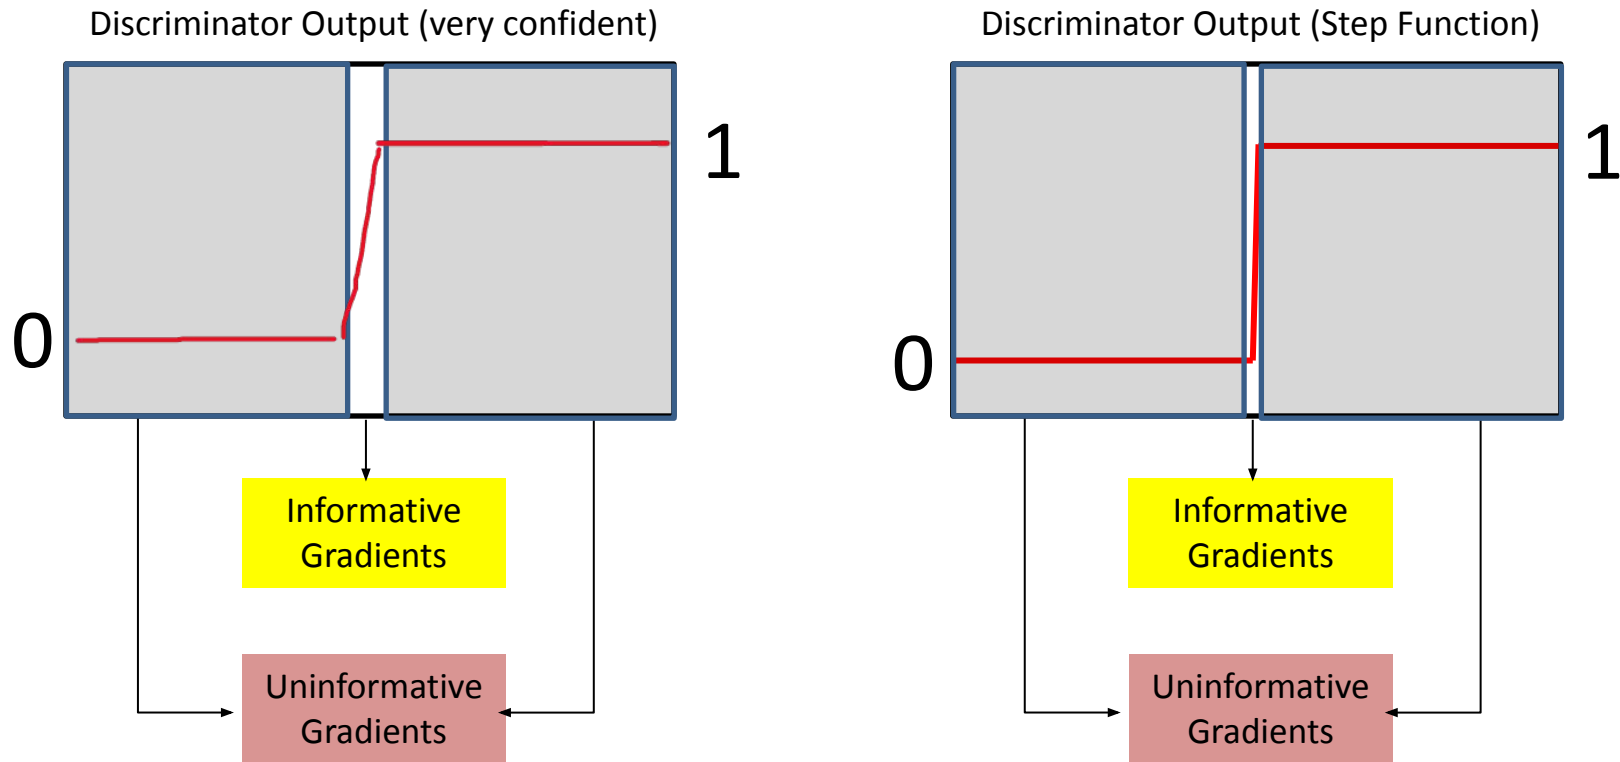 Discriminator Output (very confident)
1
0
Informative
Gradients
Uninformative
Gradients
Discriminator Output (Step Function)
1
0
Informative
Gradients
Uninformative
Gradients